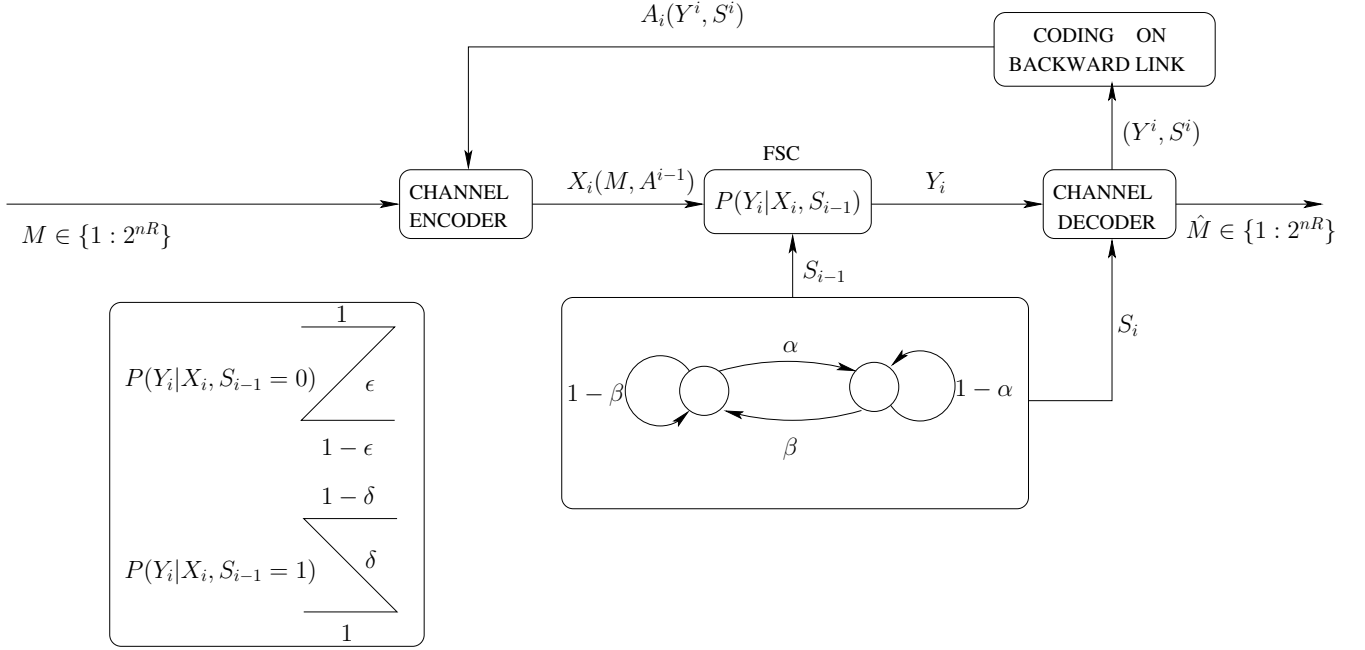 A_i(Y^i, S^i)
CODING ON
BACKWARD LINK
(Y^i, S^i)
FSC
CHANNEL
ENCODER
X_i(M, A^{i−1})
P(Y_i|X_i, S_{i−1})
Y_i
CHANNEL
DECODER
M ∈ {1 : 2^{nR}}
M̂ ∈ {1 : 2^{nR}}
S_{i−1}
S_i
1
P(Y_i|X_i, S_{i−1} = 0)
ϵ
1 − ϵ
1 − δ
P(Y_i|X_i, S_{i−1} = 1)
δ
1
α
1 − β
1 − α
β